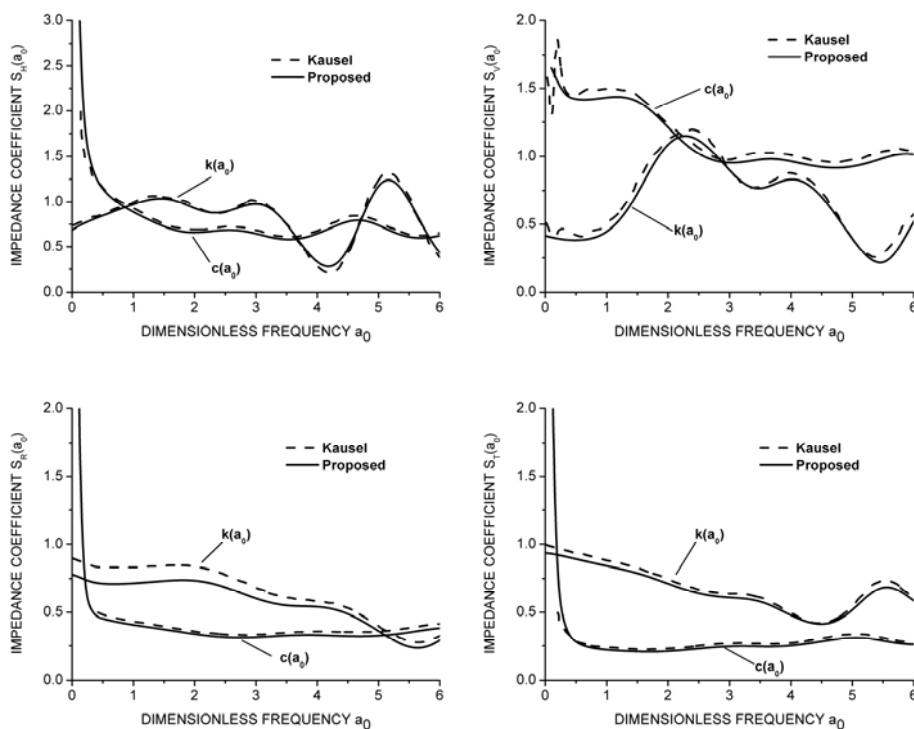 IMPEDANCE COEFFICIENT S_H(a_0)
3.0
2.5
2.0
1.5
1.0
0.5
0.0
Kausel
Proposed
k(a_0)
c(a_0)
0 1 2 3 4 5 6
DIMENSIONLESS FREQUENCY a_0
IMPEDANCE COEFFICIENT S_V(a_0)
2.0
1.5
1.0
0.5
0.0
Kausel
Proposed
c(a_0)
k(a_0)
0 1 2 3 4 5 6
DIMENSIONLESS FREQUENCY a_0
IMPEDANCE COEFFICIENT S_R(a_0)
2.0
1.5
1.0
0.5
0.0
Kausel
Proposed
k(a_0)
c(a_0)
0 1 2 3 4 5 6
DIMENSIONLESS FREQUENCY a_0
IMPEDANCE COEFFICIENT S_T(a_0)
2.0
1.5
1.0
0.5
0.0
Kausel
Proposed
k(a_0)
c(a_0)
0 1 2 3 4 5 6
DIMENSIONLESS FREQUENCY a_0